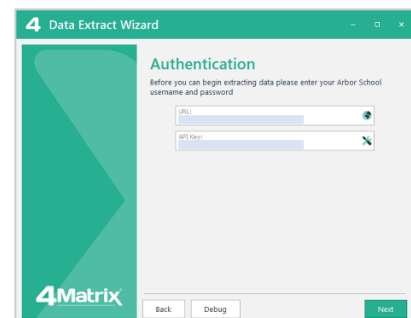 4 Data Extract Wizard
Authentication
Before you can begin extracting data please enter your Arbor School
username and password
URL:
API Key:
4Matrix
Back
Debug
Next